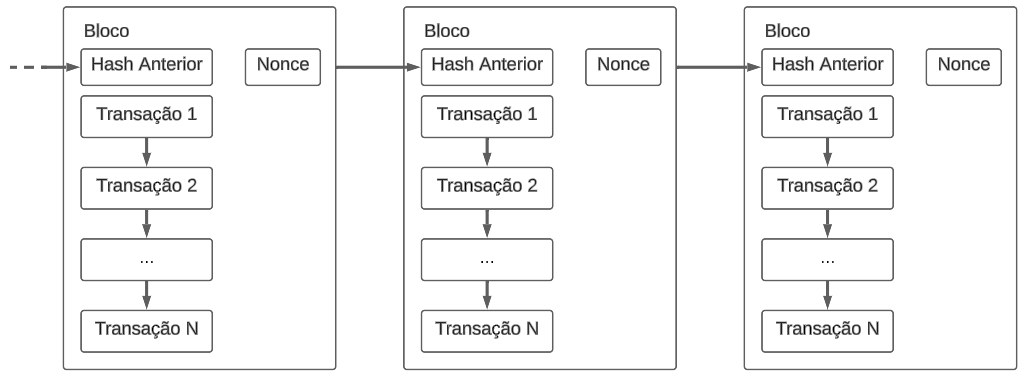 Bloco
Hash Anterior
Nonce
Transação 1
Transação 2
...
Transação N
Bloco
Hash Anterior
Nonce
Transação 1
Transação 2
...
Transação N
Bloco
Hash Anterior
Nonce
Transação 1
Transação 2
...
Transação N